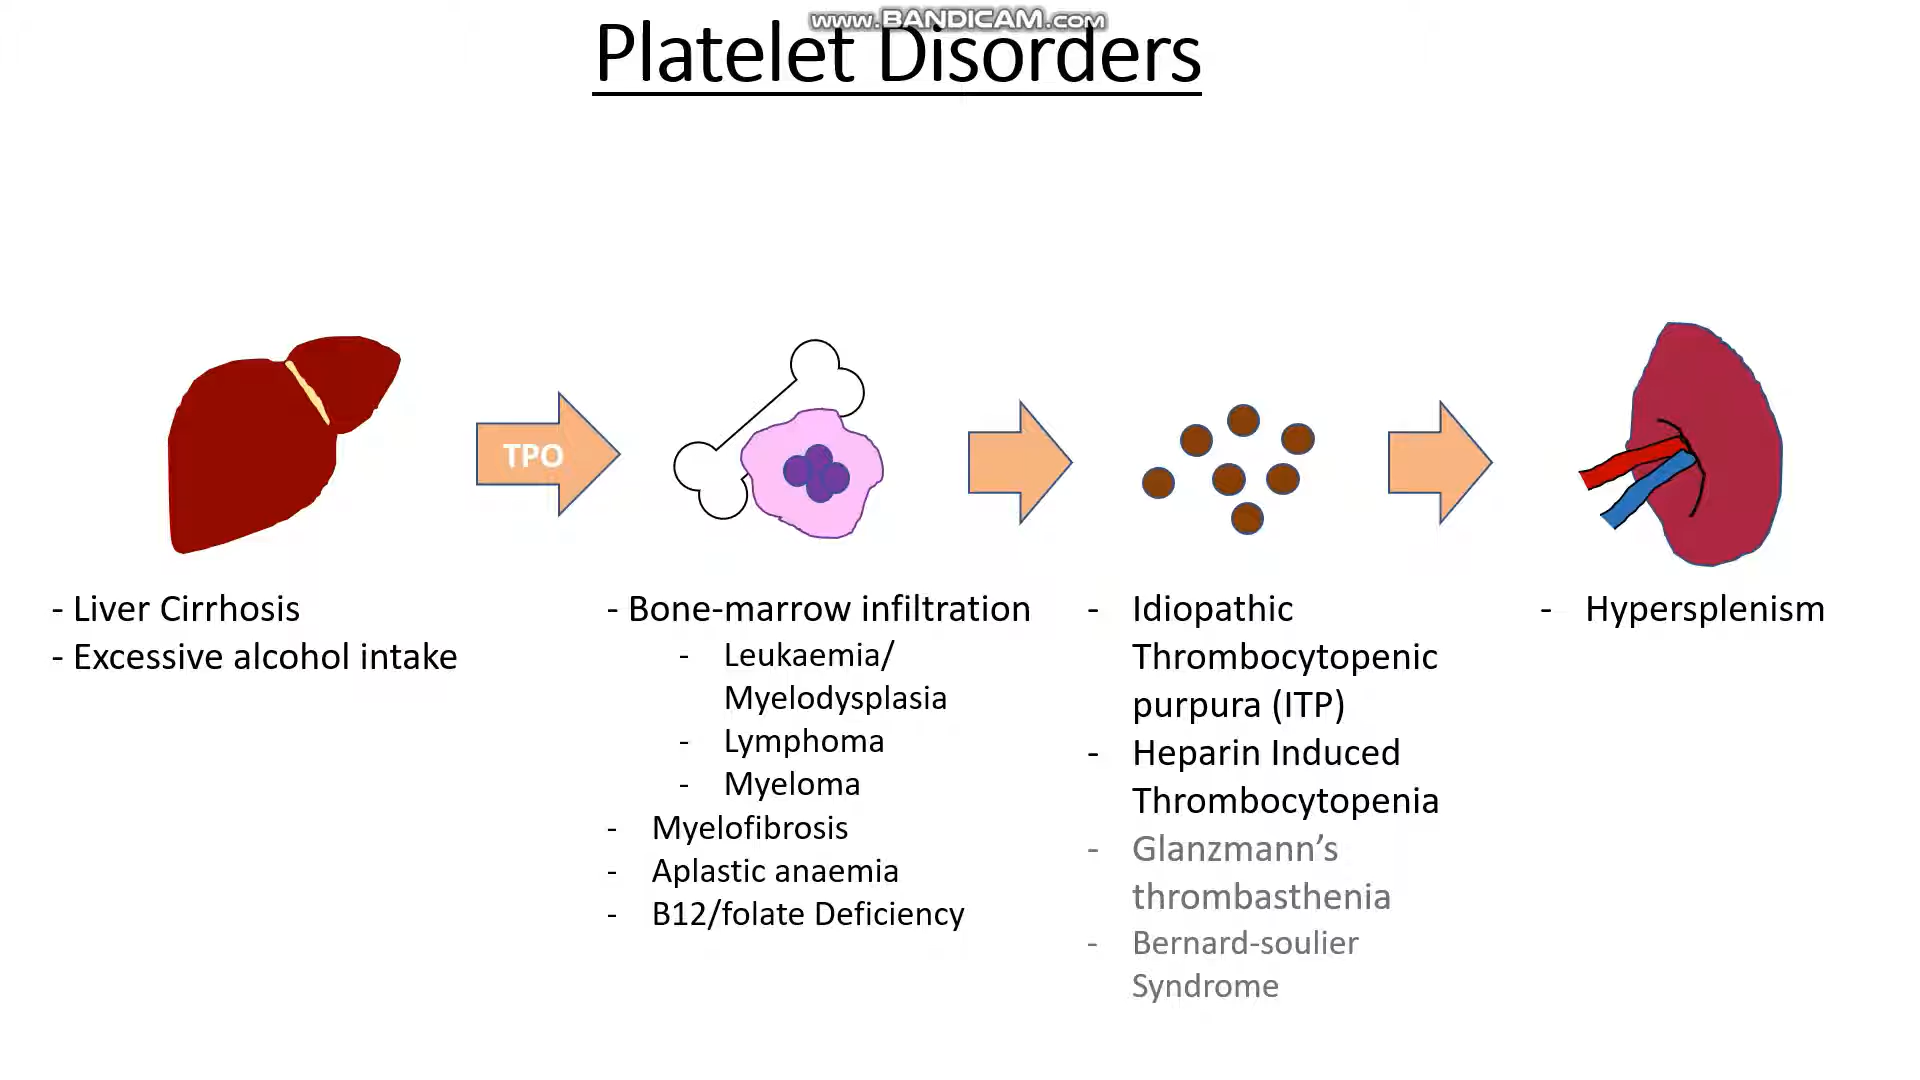 www.BANDICAM.com
Platelet Disorders
TPO
- Liver Cirrhosis
- Excessive alcohol intake
- Bone-marrow infiltration
- Leukaemia/
Myelodysplasia
- Lymphoma
- Myeloma
- Myelofibrosis
- Aplastic anaemia
- B12/folate Deficiency
- Idiopathic
Thrombocytopenic
purpura (ITP)
- Heparin Induced
Thrombocytopenia
- Glanzmann’s
thrombasthenia
- Bernard-soulier
Syndrome
- Hypersplenism